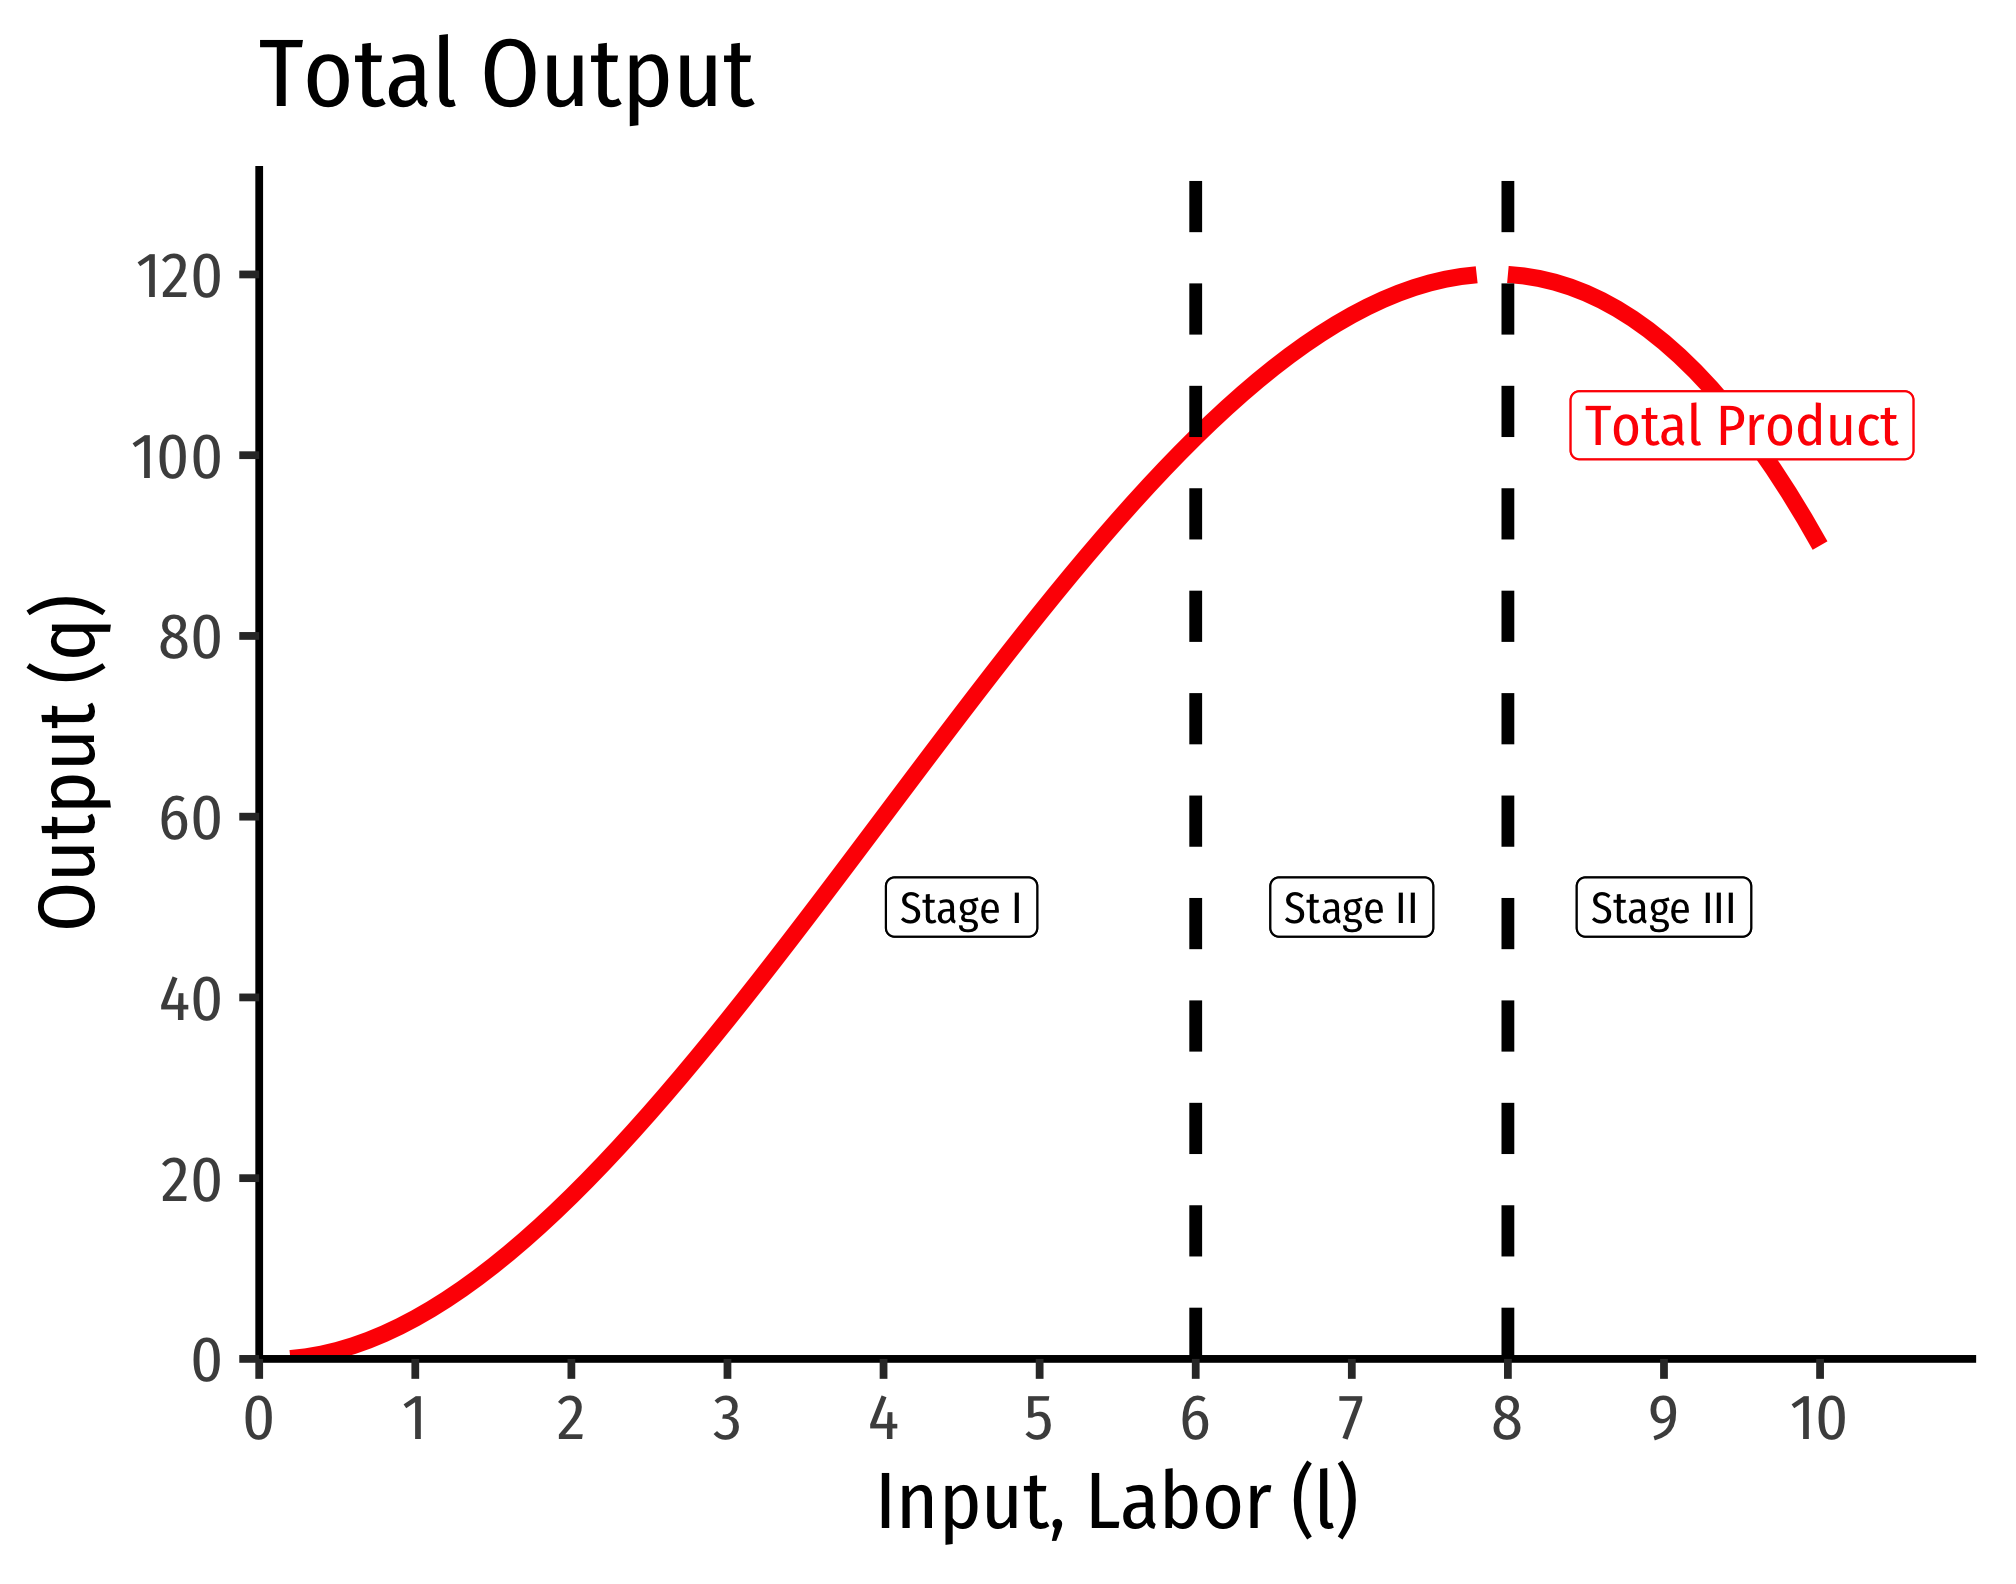 Total Output
Output (q)
120
100
80
60
40
20
0
Total Product
Stage I
Stage II
Stage III
0 1 2 3 4 5 6 7 8 9 10
Input, Labor (l)